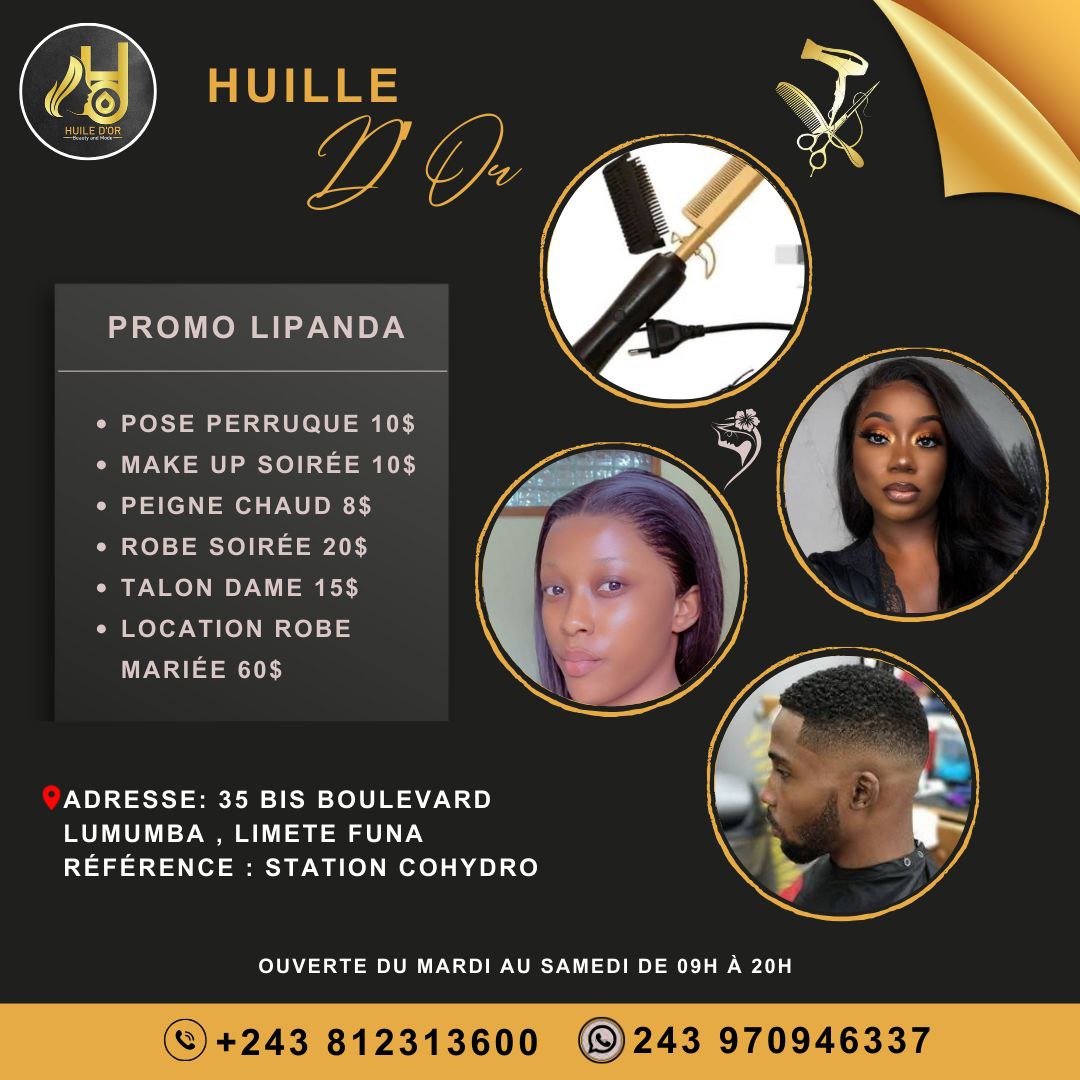 HUILE D'OR
Beauty and Mode
HUILLE
D'Or
PROMO LIPANDA
• POSE PERRUQUE 10$
• MAKE UP SOIRÉE 10$
• PEIGNE CHAUD 8$
• ROBE SOIRÉE 20$
• TALON DAME 15$
• LOCATION ROBE
MARIÉE 60$
ADRESSE: 35 BIS BOULEVARD
LUMUMBA , LIMETE FUNA
RÉFÉRENCE : STATION COHYDRO
OUVERTE DU MARDI AU SAMEDI DE 09H À 20H
+243 812313600
243 970946337